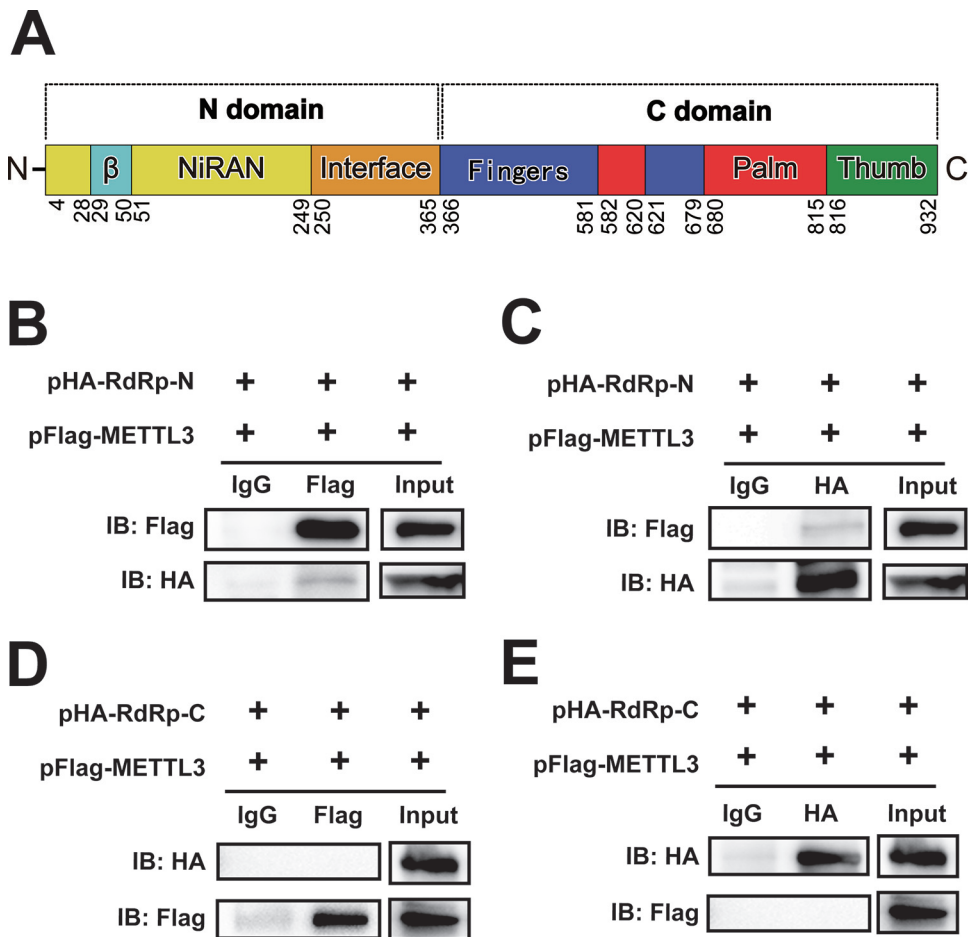 A
N domain
C domain
N
β
NiRAN
Interface
Fingers
Palm
Thumb
C
4 28 29 50 51 249 250 365 366 581 582 620 621 679 680 815 816 932
B
pHA-RdRp-N + + +
pFlag-METTL3 + + +
IgG Flag Input
IB: Flag
IB: HA
C
pHA-RdRp-N + + +
pFlag-METTL3 + + +
IgG HA Input
IB: Flag
IB: HA
D
pHA-RdRp-C + + +
pFlag-METTL3 + + +
IgG Flag Input
IB: HA
IB: Flag
E
pHA-RdRp-C + + +
pFlag-METTL3 + + +
IgG HA Input
IB: HA
IB: Flag